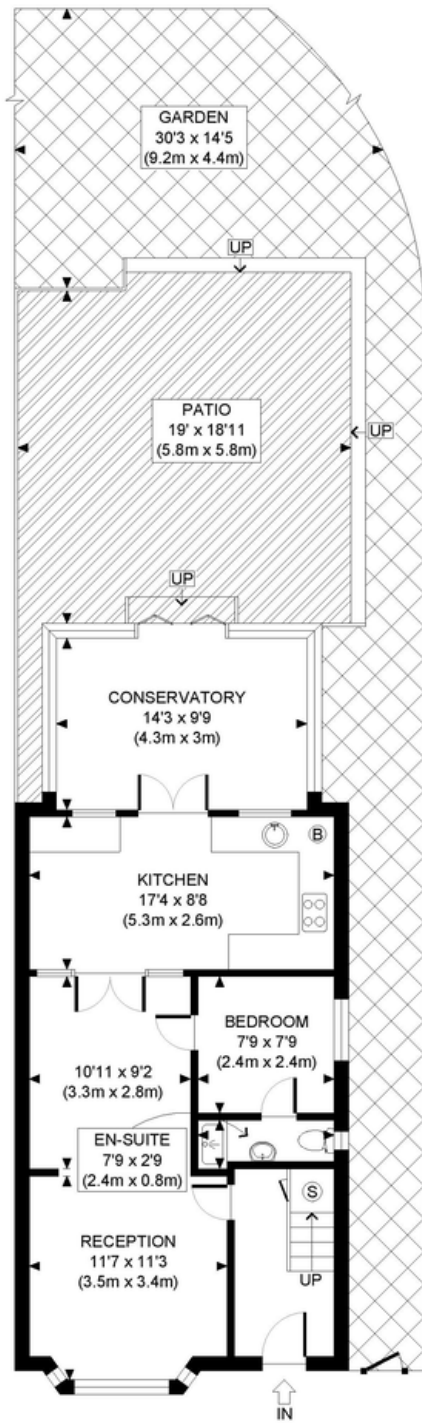 GARDEN
30'3 x 14'5
(9.2m x 4.4m)
UP
PATIO
19' x 18'11
(5.8m x 5.8m)
UP
UP
CONSERVATORY
14'3 x 9'9
(4.3m x 3m)
B
KITCHEN
17'4 x 8'8
(5.3m x 2.6m)
BEDROOM
7'9 x 7'9
(2.4m x 2.4m)
10'11 x 9'2
(3.3m x 2.8m)
EN-SUITE
7'9 x 2'9
(2.4m x 0.8m)
S
RECEPTION
11'7 x 11'3
(3.5m x 3.4m)
UP
IN